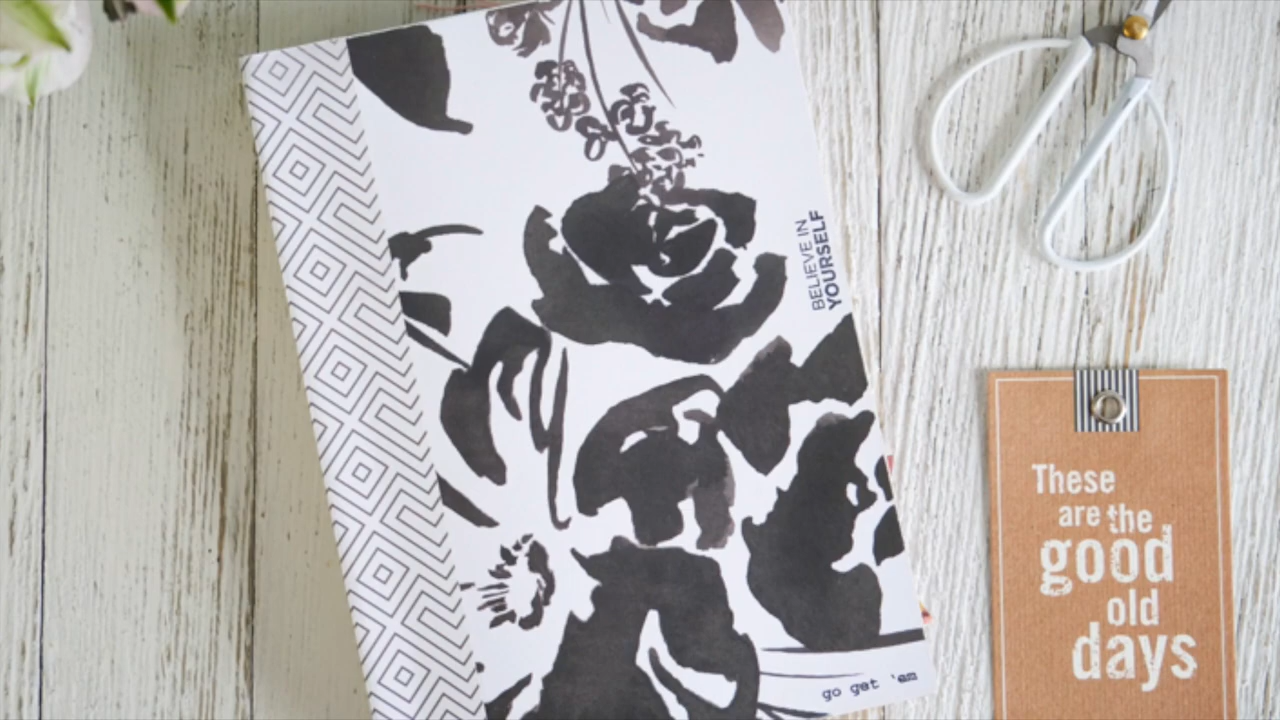 BELIEVE IN
YOURSELF
go get 'em
These
are the
good
old
days